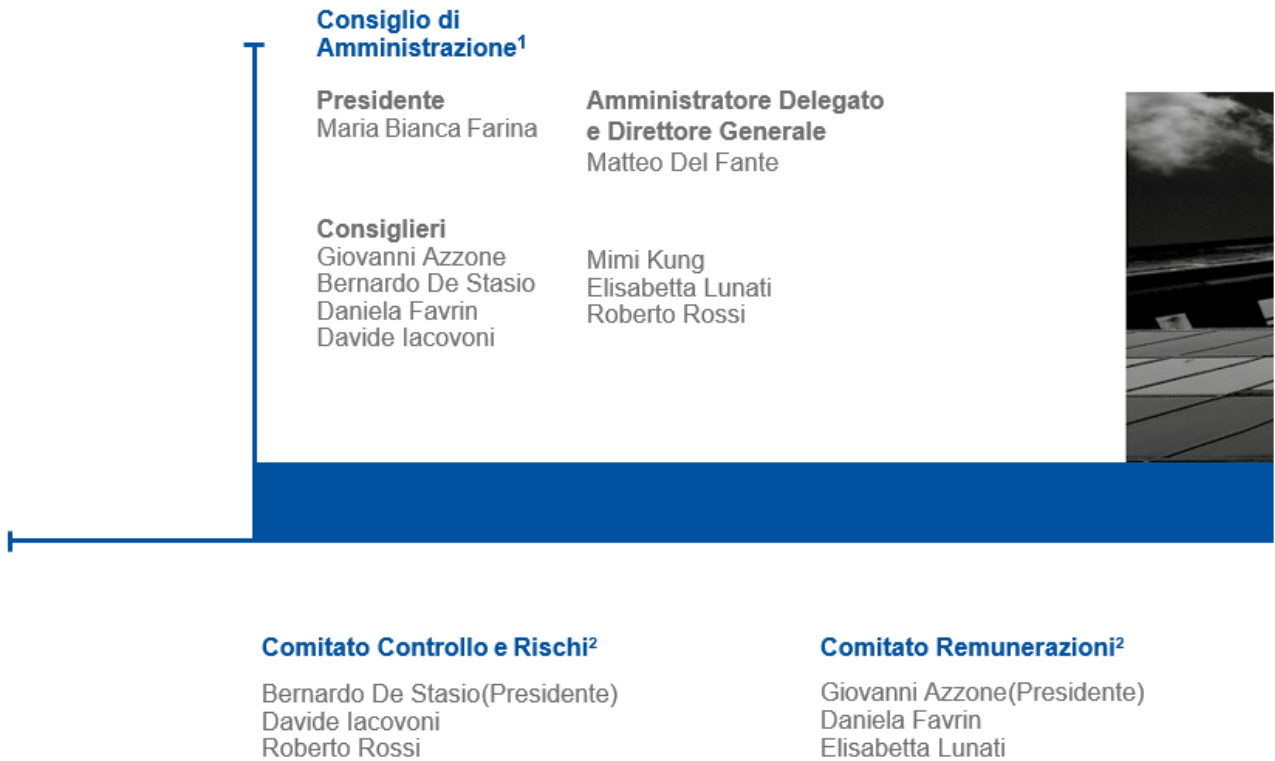 Consiglio di
Amministrazione¹
Presidente
Maria Bianca Farina
Amministratore Delegato
e Direttore Generale
Matteo Del Fante
Consiglieri
Giovanni Azzone
Bernardo De Stasio
Daniela Favrin
Davide Iacovoni
Mimi Kung
Elisabetta Lunati
Roberto Rossi
Comitato Controllo e Rischi²
Bernardo De Stasio(Presidente)
Davide Iacovoni
Roberto Rossi
Comitato Remunerazioni²
Giovanni Azzone(Presidente)
Daniela Favrin
Elisabetta Lunati